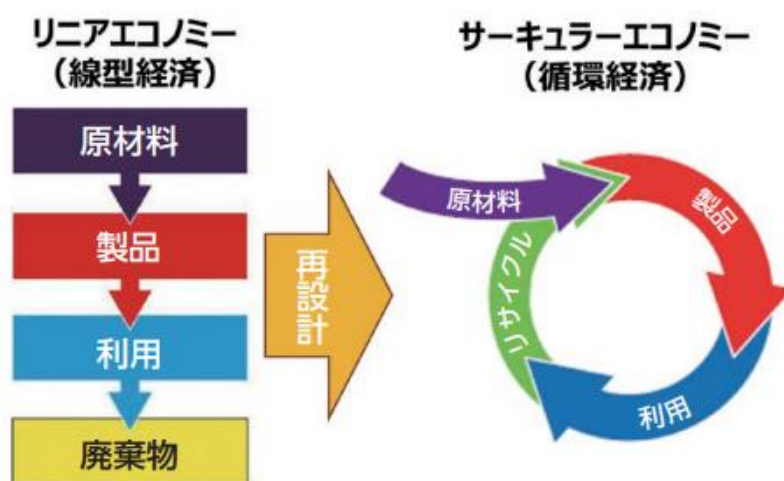 リニアエコノミー
（線型経済）
原材料
製品
利用
廃棄物
再設計
サーキュラーエコノミー
（循環経済）
原材料
製品
利用
リサイクル